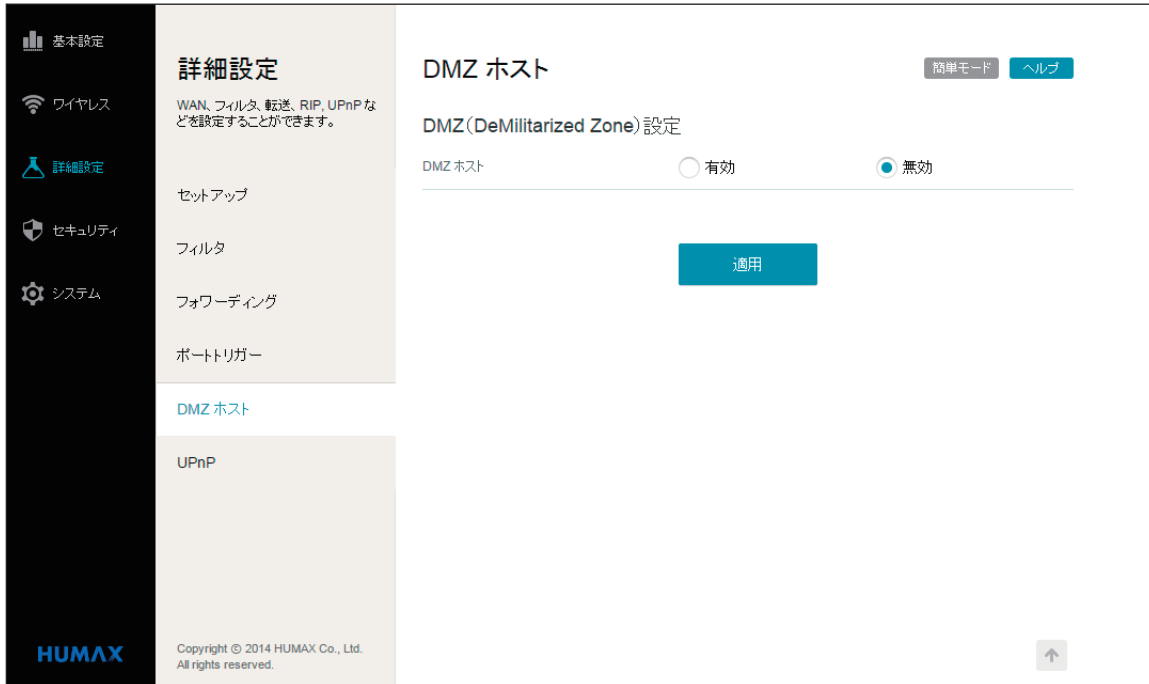 基本設定
ワイヤレス
詳細設定
セキュリティ
システム
HUMAX
詳細設定
WAN、フィルタ、転送、RIP, UPnPな
どを設定することができます。
セットアップ
フィルタ
フォワーディング
ポートトリガー
DMZ ホスト
UPnP
Copyright © 2014 HUMAX Co., Ltd.
All rights reserved.
DMZ ホスト
簡単モード ヘルプ
DMZ（DeMilitarized Zone）設定
DMZ ホスト 有効 無効
適用